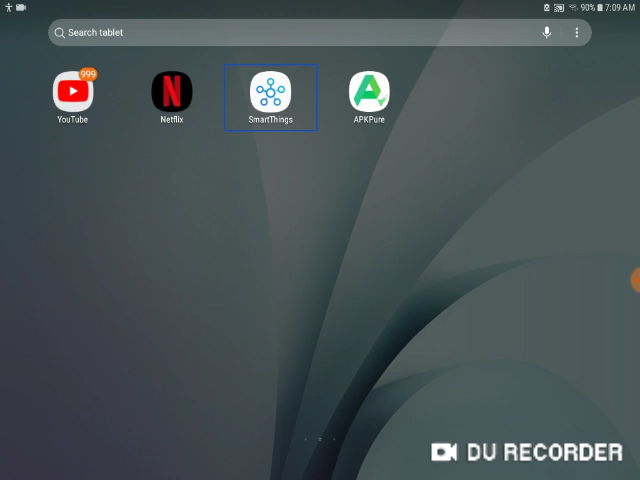 90% 7:09 AM
Search tablet
999
YouTube
N
Netflix
SmartThings
APKPure
DU RECORDER